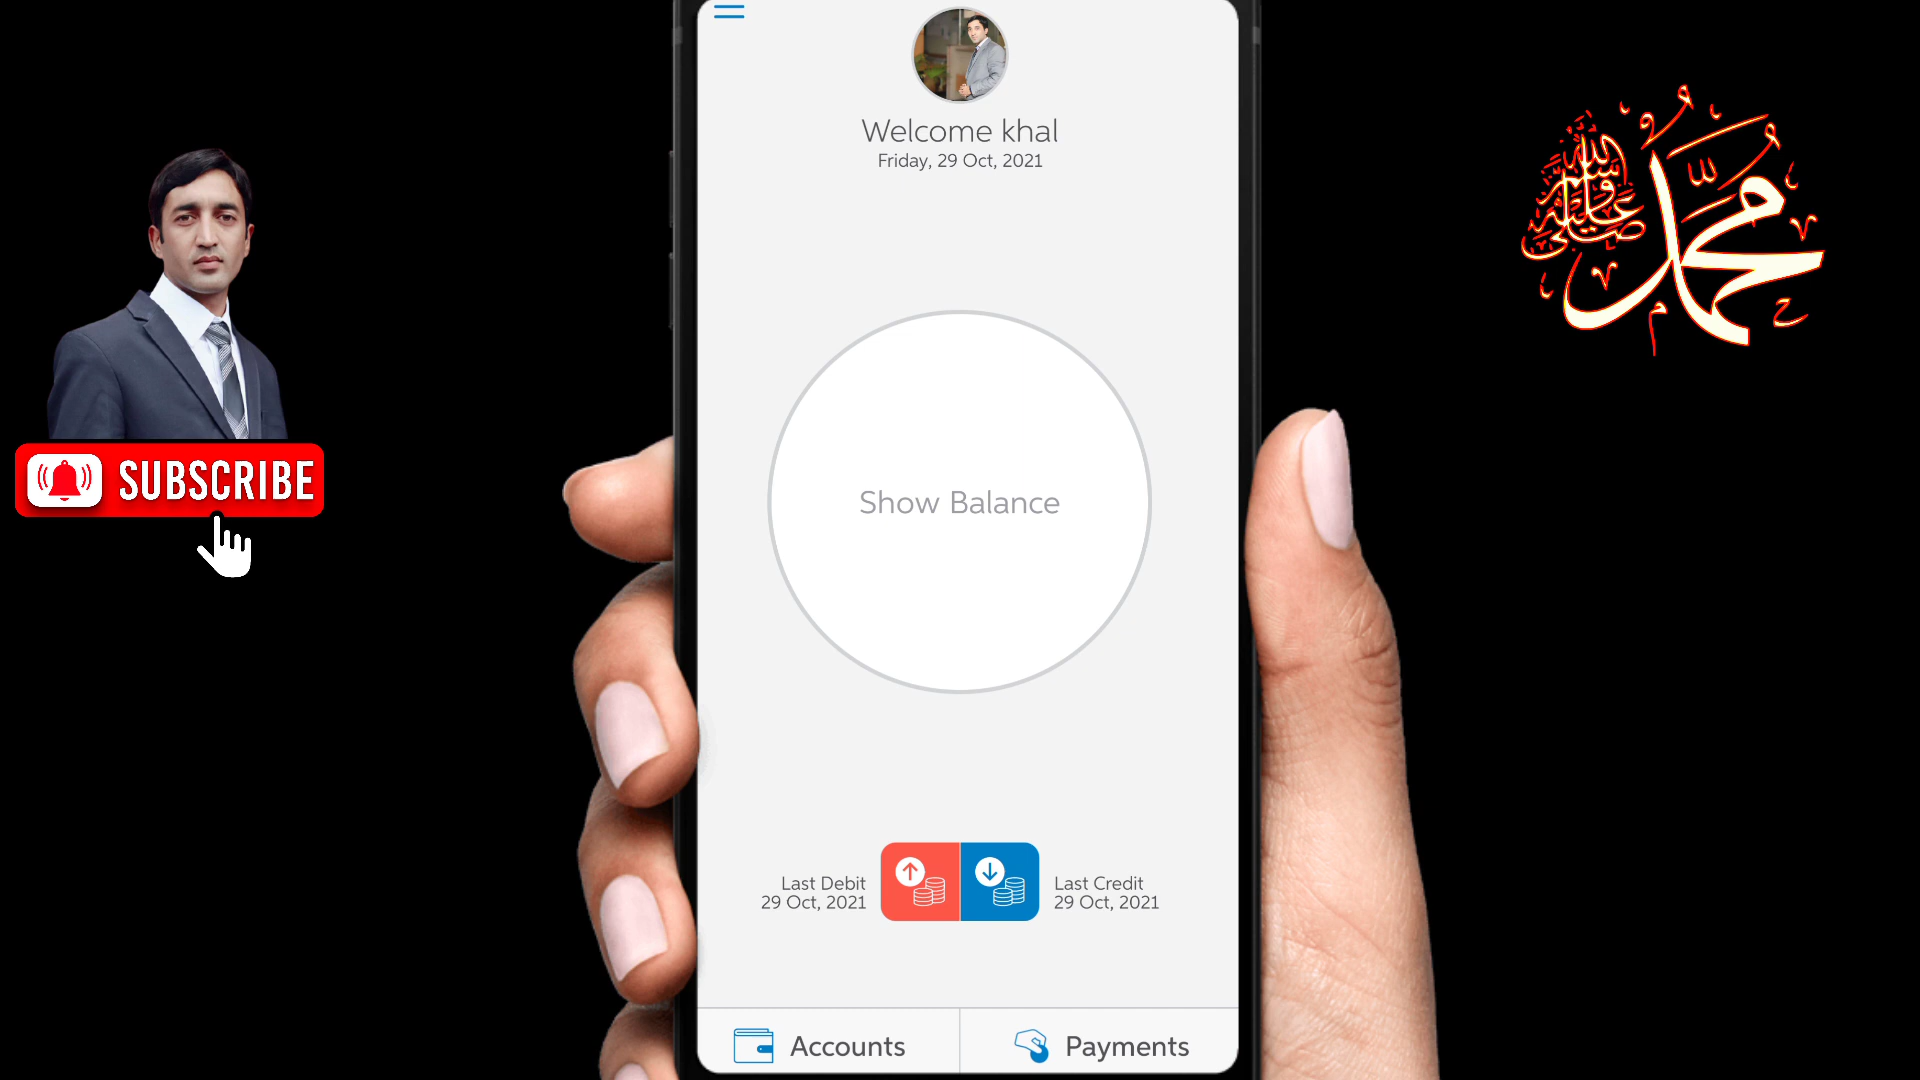 Welcome khal
Friday, 29 Oct, 2021
محمد
صلى الله عليه وسلم
SUBSCRIBE
Show Balance
Last Debit
29 Oct, 2021
Last Credit
29 Oct, 2021
Accounts
Payments